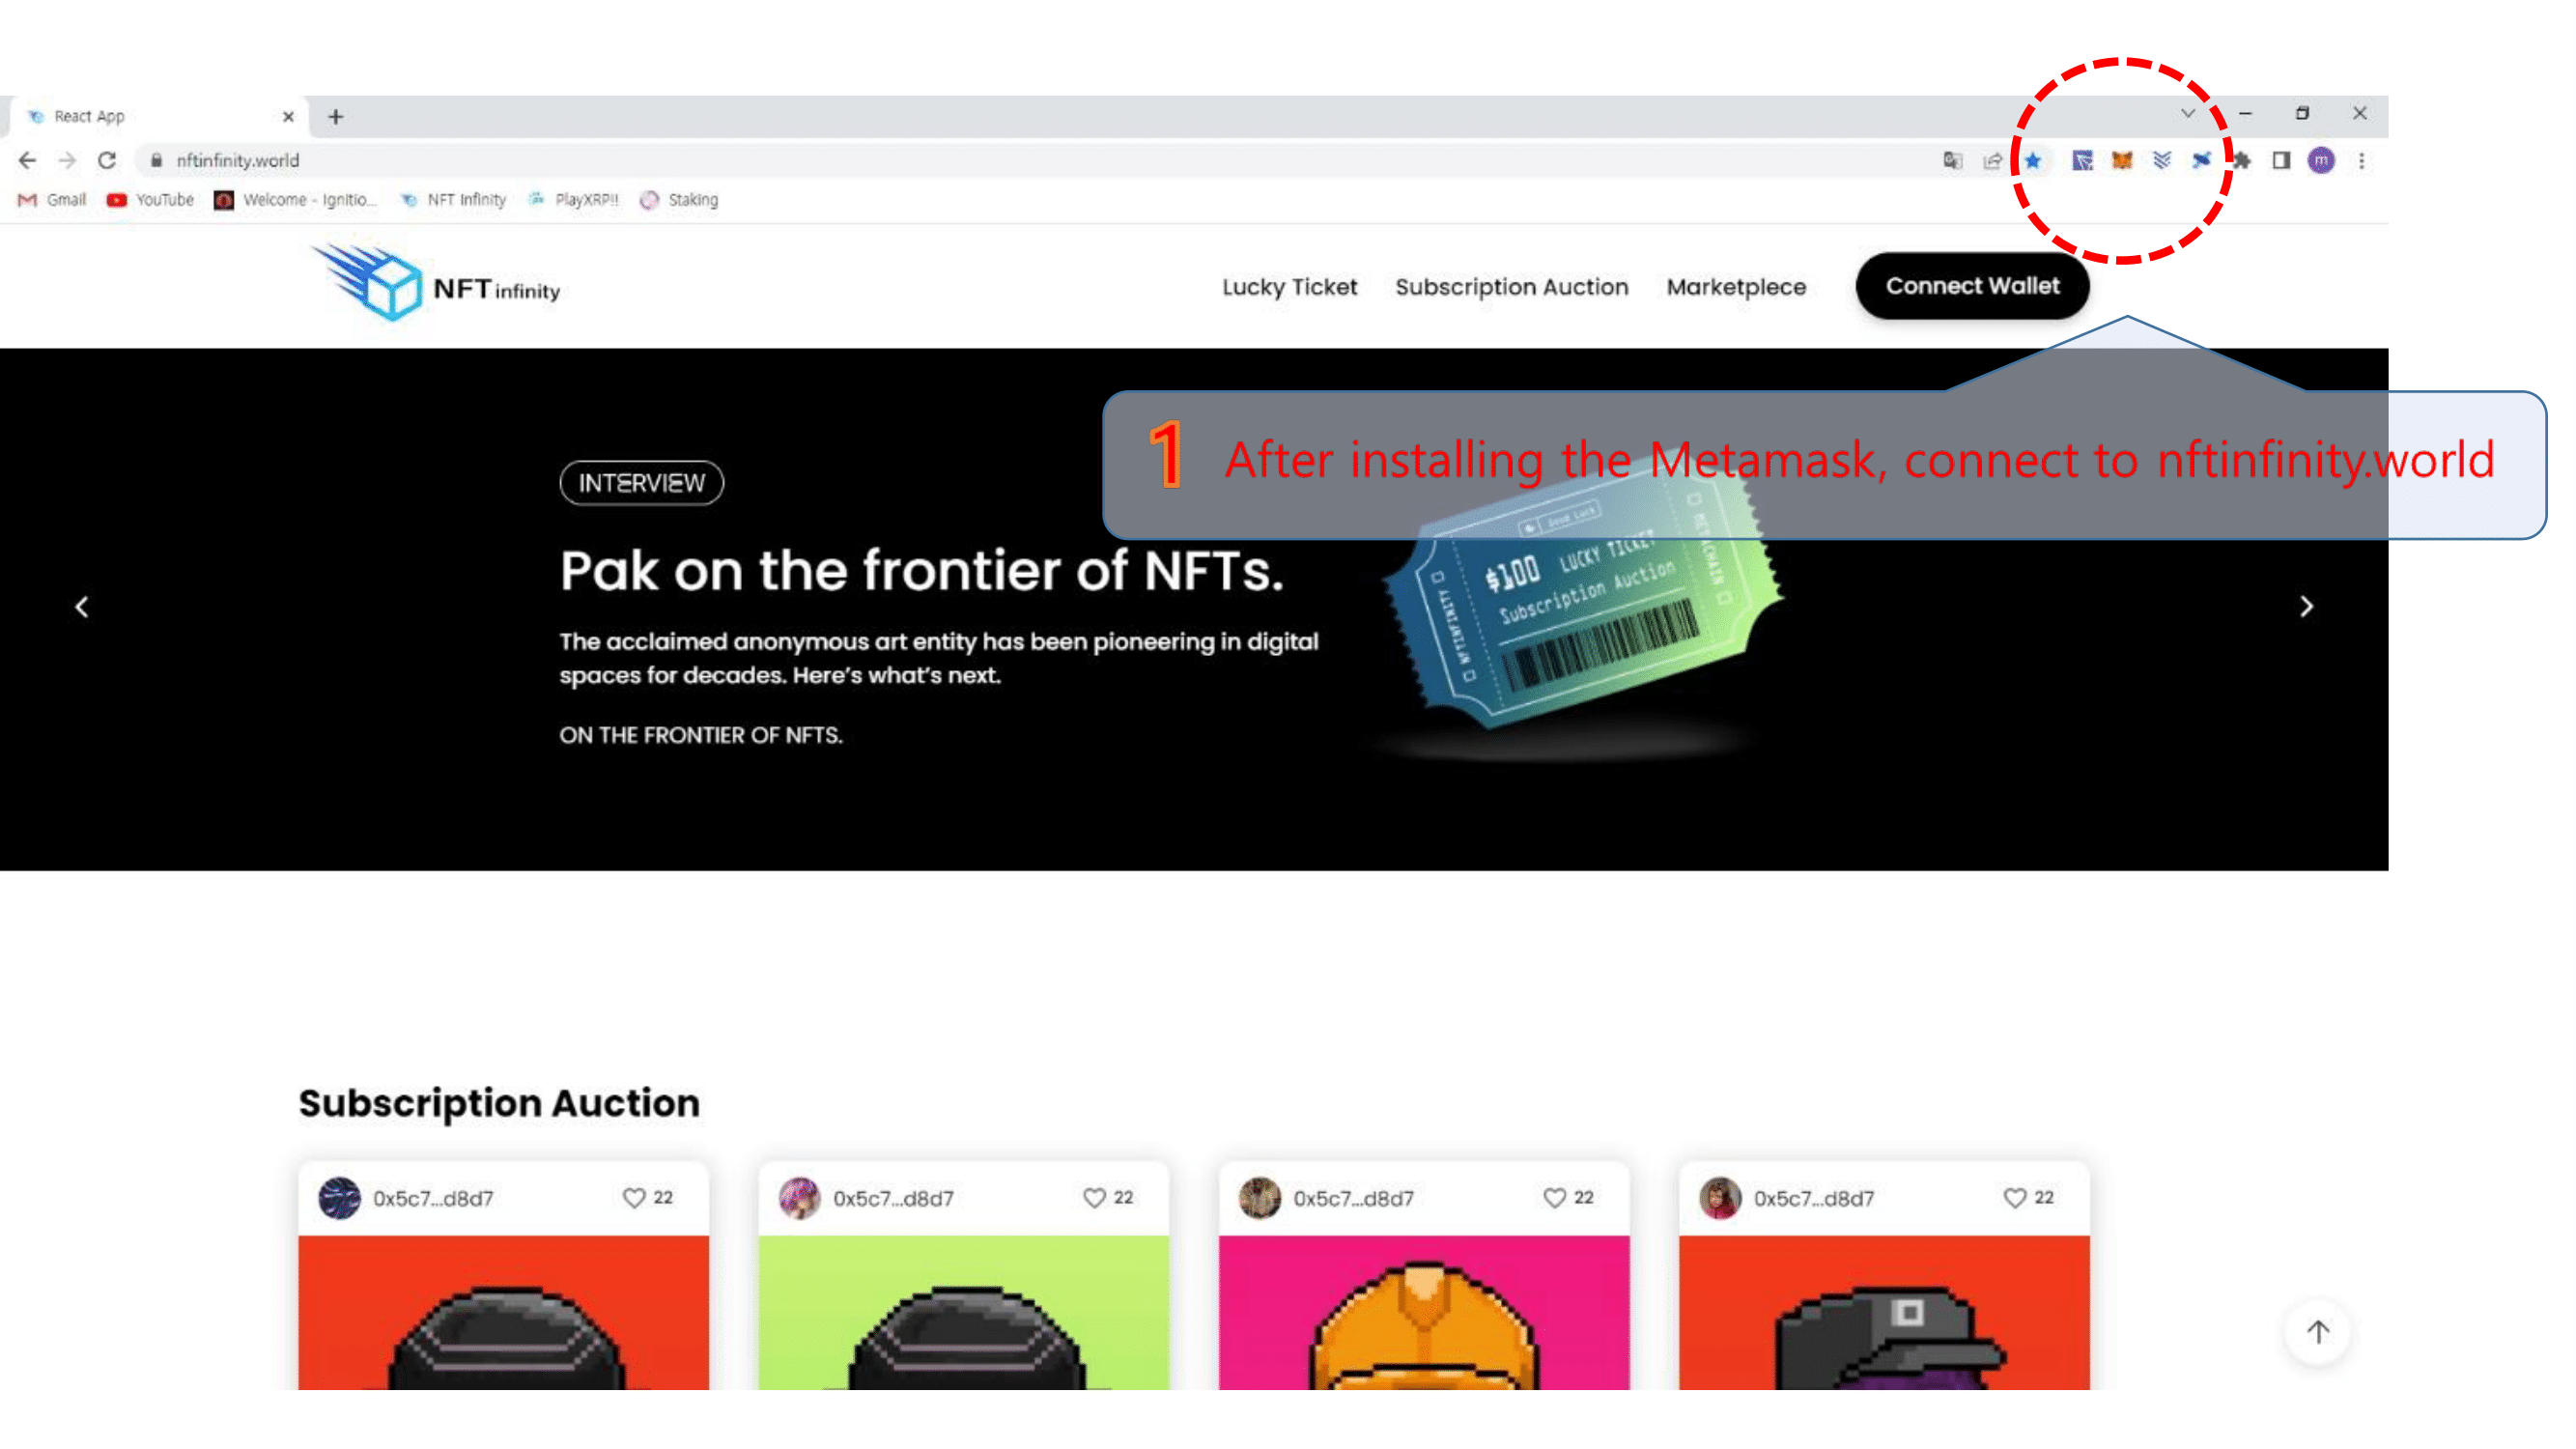 React App
nftinfinity.world
Gmail YouTube Welcome - Ignitio... NFT Infinity PlayXRP!! Staking
NFT infinity
Lucky Ticket Subscription Auction Marketplece Connect Wallet
1 After installing the Metamask, connect to nftinfinity.world
INTERVIEW
Pak on the frontier of NFTs.
The acclaimed anonymous art entity has been pioneering in digital
spaces for decades. Here's what's next.
ON THE FRONTIER OF NFTS.
Good Luck
$100 LUCKY TICKET
Subscription Auction
NFTINFINITY
METACHAIN
Subscription Auction
0x5c7...d8d7 22
0x5c7...d8d7 22
0x5c7...d8d7 22
0x5c7...d8d7 22
m